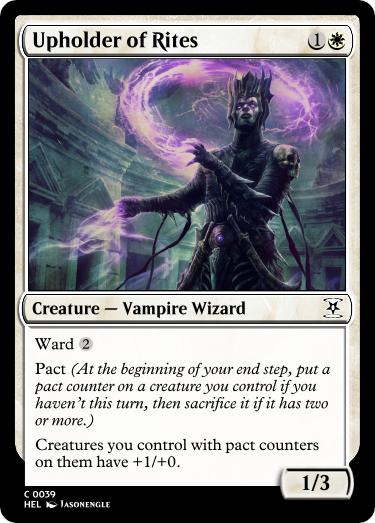 Upholder of Rites 1
Creature — Vampire Wizard
Ward 2
Pact (At the beginning of your end step, put a
pact counter on a creature you control if you
haven't this turn, then sacrifice it if it has two
or more.)
Creatures you control with pact counters
on them have +1/+0.
1/3
C 0039
HEL JASONENGLE